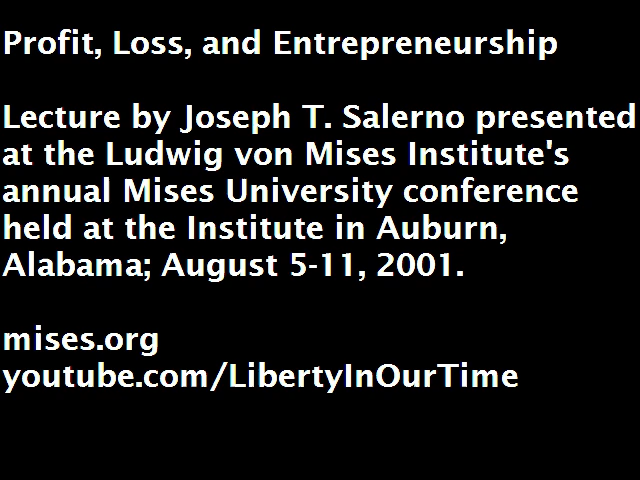 Profit, Loss, and Entrepreneurship
Lecture by Joseph T. Salerno presented
at the Ludwig von Mises Institute's
annual Mises University conference
held at the Institute in Auburn,
Alabama; August 5-11, 2001.
mises.org
youtube.com/LibertyInOurTime